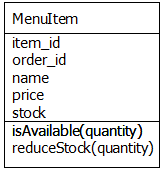 MenuItem
item_id
order_id
name
price
stock
isAvailable(quantity)
reduceStock(quantity)